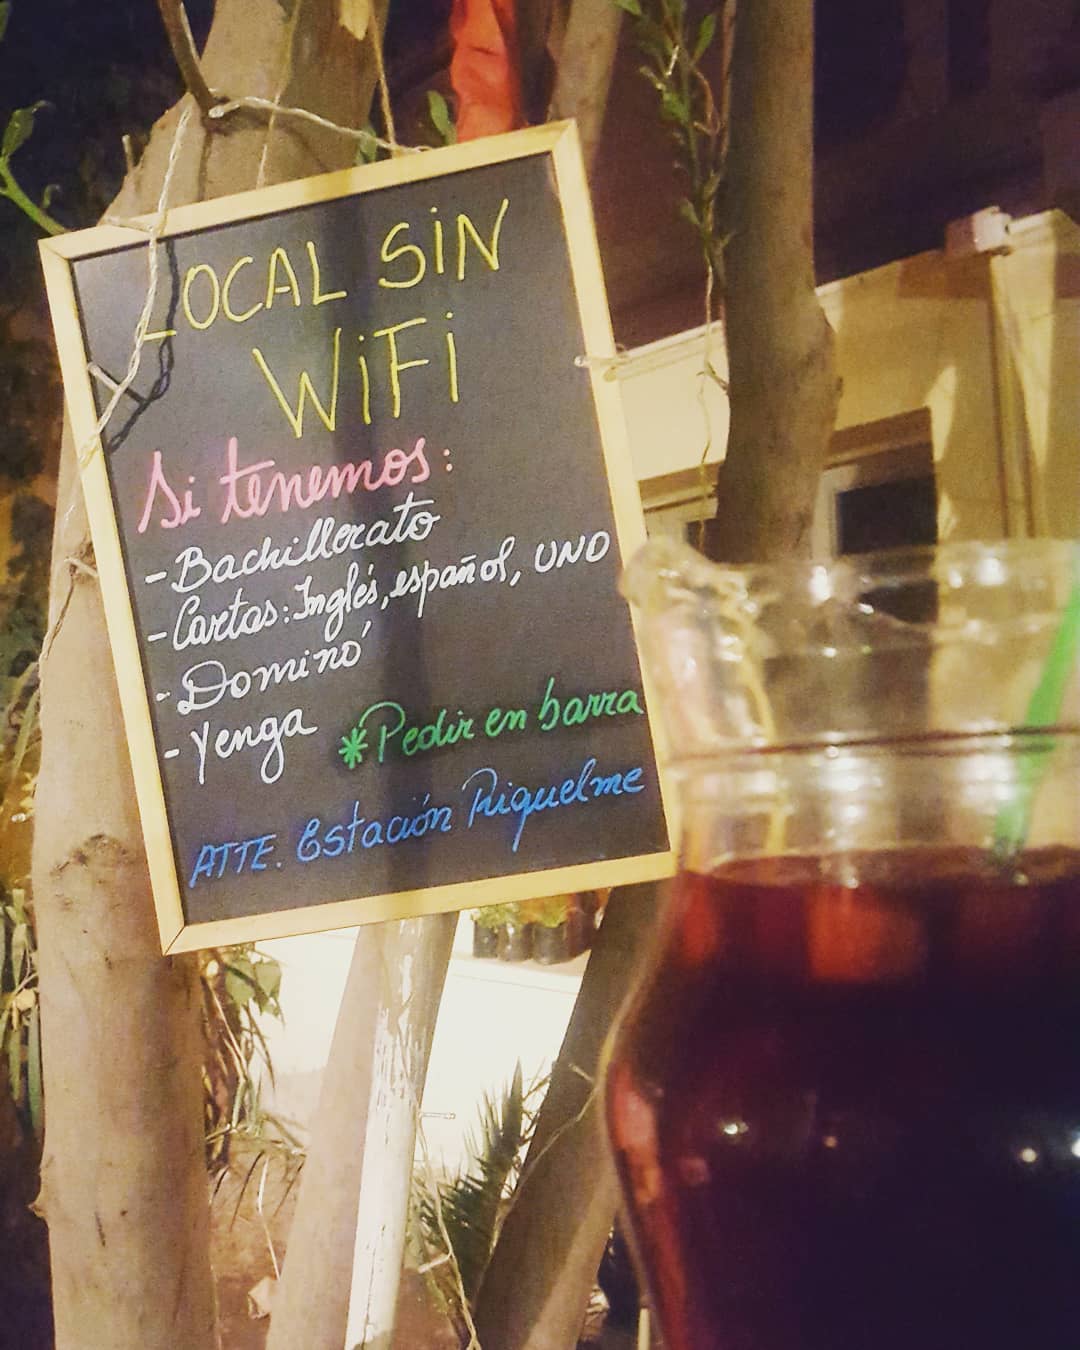 LOCAL SiN
WiFi
Si tenemos:
- Bachillerato
- Cartas: Inglés, español, UNO
- Dominó
- Yenga
* Pedir en barra
ATTE. Estación Riquelme